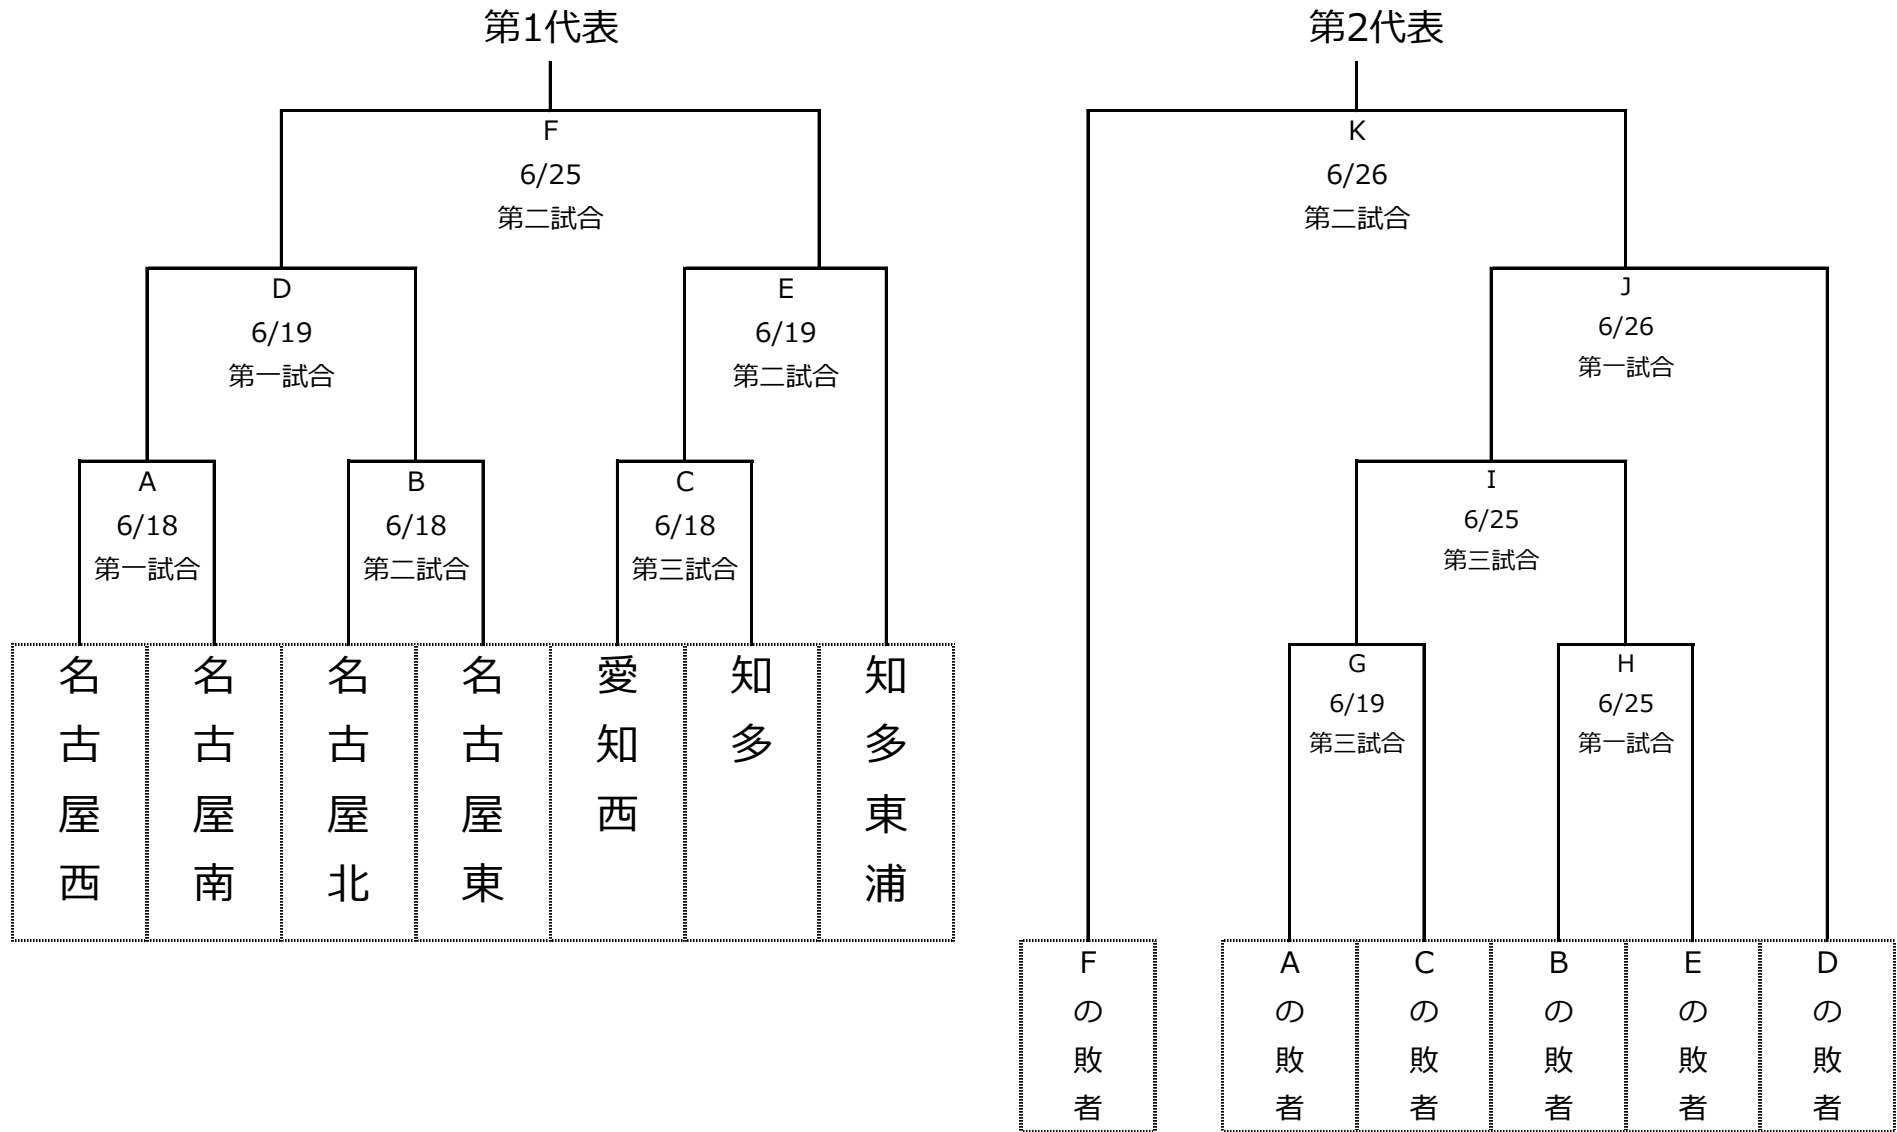 第1代表
F
6/25
第二試合
D
6/19
第一試合
E
6/19
第二試合
A
6/18
第一試合
B
6/18
第二試合
C
6/18
第三試合
名古屋西
名古屋南
名古屋北
名古屋東
愛知西
知多
知多東浦
第2代表
K
6/26
第二試合
J
6/26
第一試合
I
6/25
第三試合
G
6/19
第三試合
H
6/25
第一試合
Fの敗者
Aの敗者
Cの敗者
Bの敗者
Eの敗者
Dの敗者